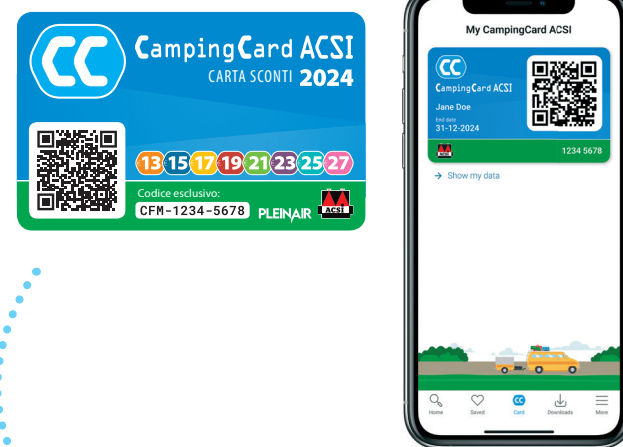 CC
CampingCard ACSI
CARTA SCONTI 2024
13 15 17 19 21 23 25 27
Codice esclusivo:
CFM-1234-5678
PLEINAIR
ACSI
My CampingCard ACSI
CC
CampingCard ACSI
Jane Doe
End date
31-12-2024
ACSI
1234 5678
→ Show my data
Home
Saved
CC
Card
Downloads
More